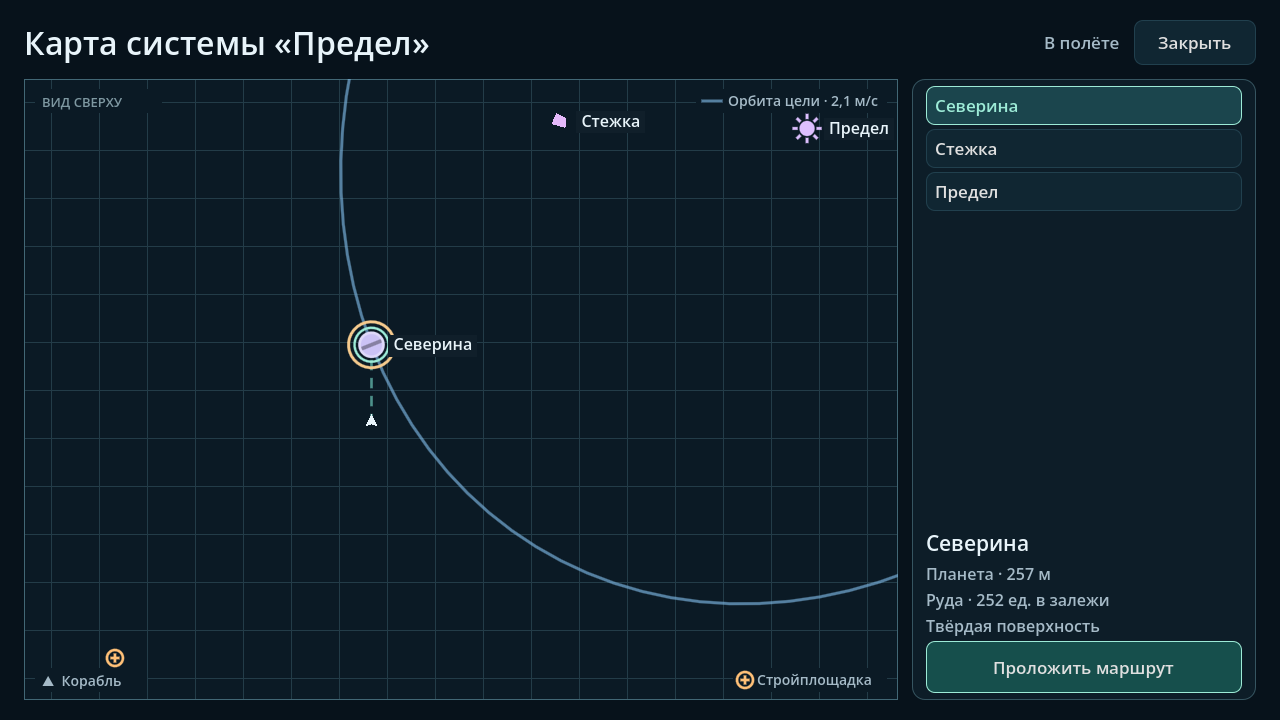 Карта системы «Предел»
В полёте
Закрыть
ВИД СВЕРХУ
Орбита цели · 2,1 м/с
Стежка
Предел
Северина
Корабль
Стройплощадка
Северина
Стежка
Предел
Северина
Планета · 257 м
Руда · 252 ед. в залежи
Твёрдая поверхность
Проложить маршрут